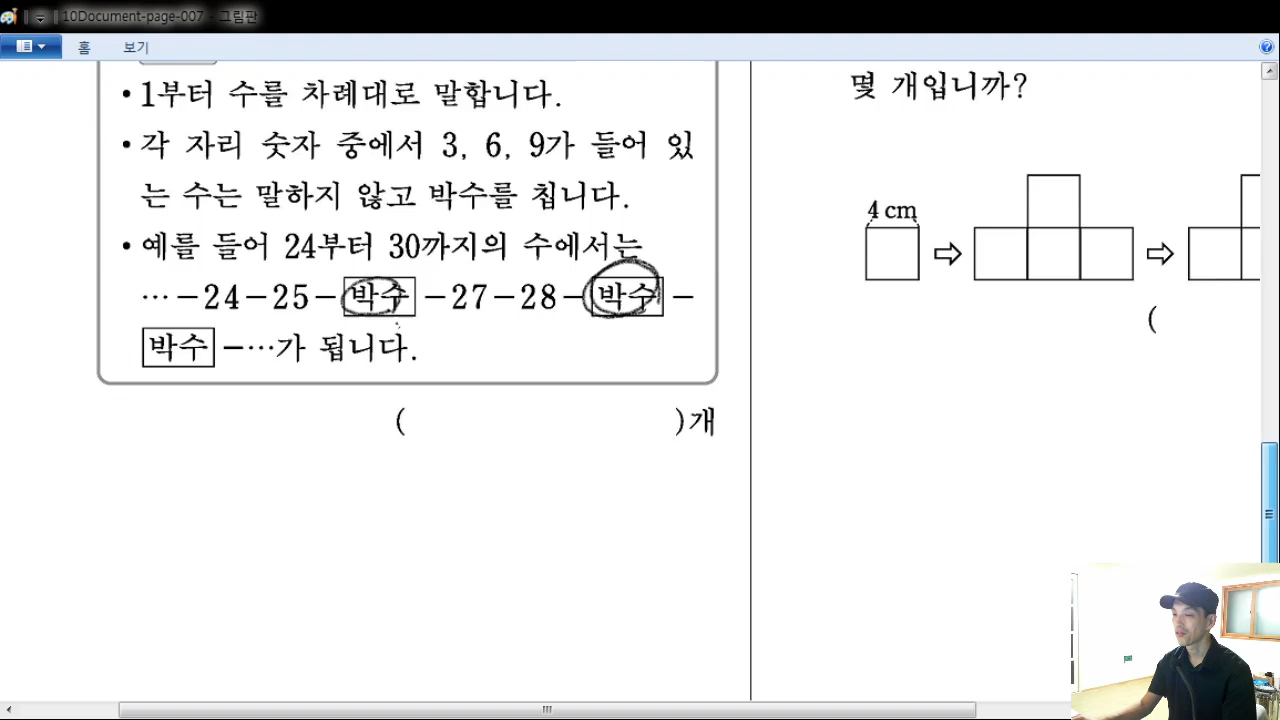 10Document-page-007 - 그림판
홈 보기
• 1부터 수를 차례대로 말합니다.
• 각 자리 숫자 중에서 3, 6, 9가 들어 있
는 수는 말하지 않고 박수를 칩니다.
• 예를 들어 24부터 30까지의 수에서는
…－24－25－박수－27－28－박수－
박수－…가 됩니다.
( )개
몇 개입니까?
4 cm
(